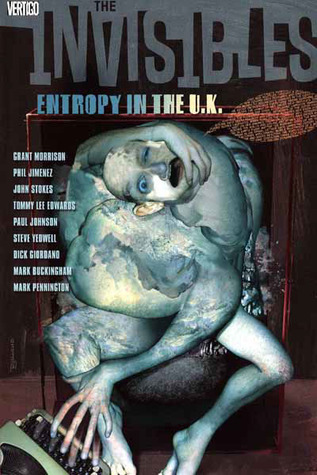 VERTIGO
THE
INVISIBLES
ENTROPY IN THE U.K.
GRANT MORRISON
PHIL JIMENEZ
JOHN STOKES
TOMMY LEE EDWARDS
PAUL JOHNSON
STEVE YEOWELL
DICK GIORDANO
MARK BUCKINGHAM
MARK PENNINGTON